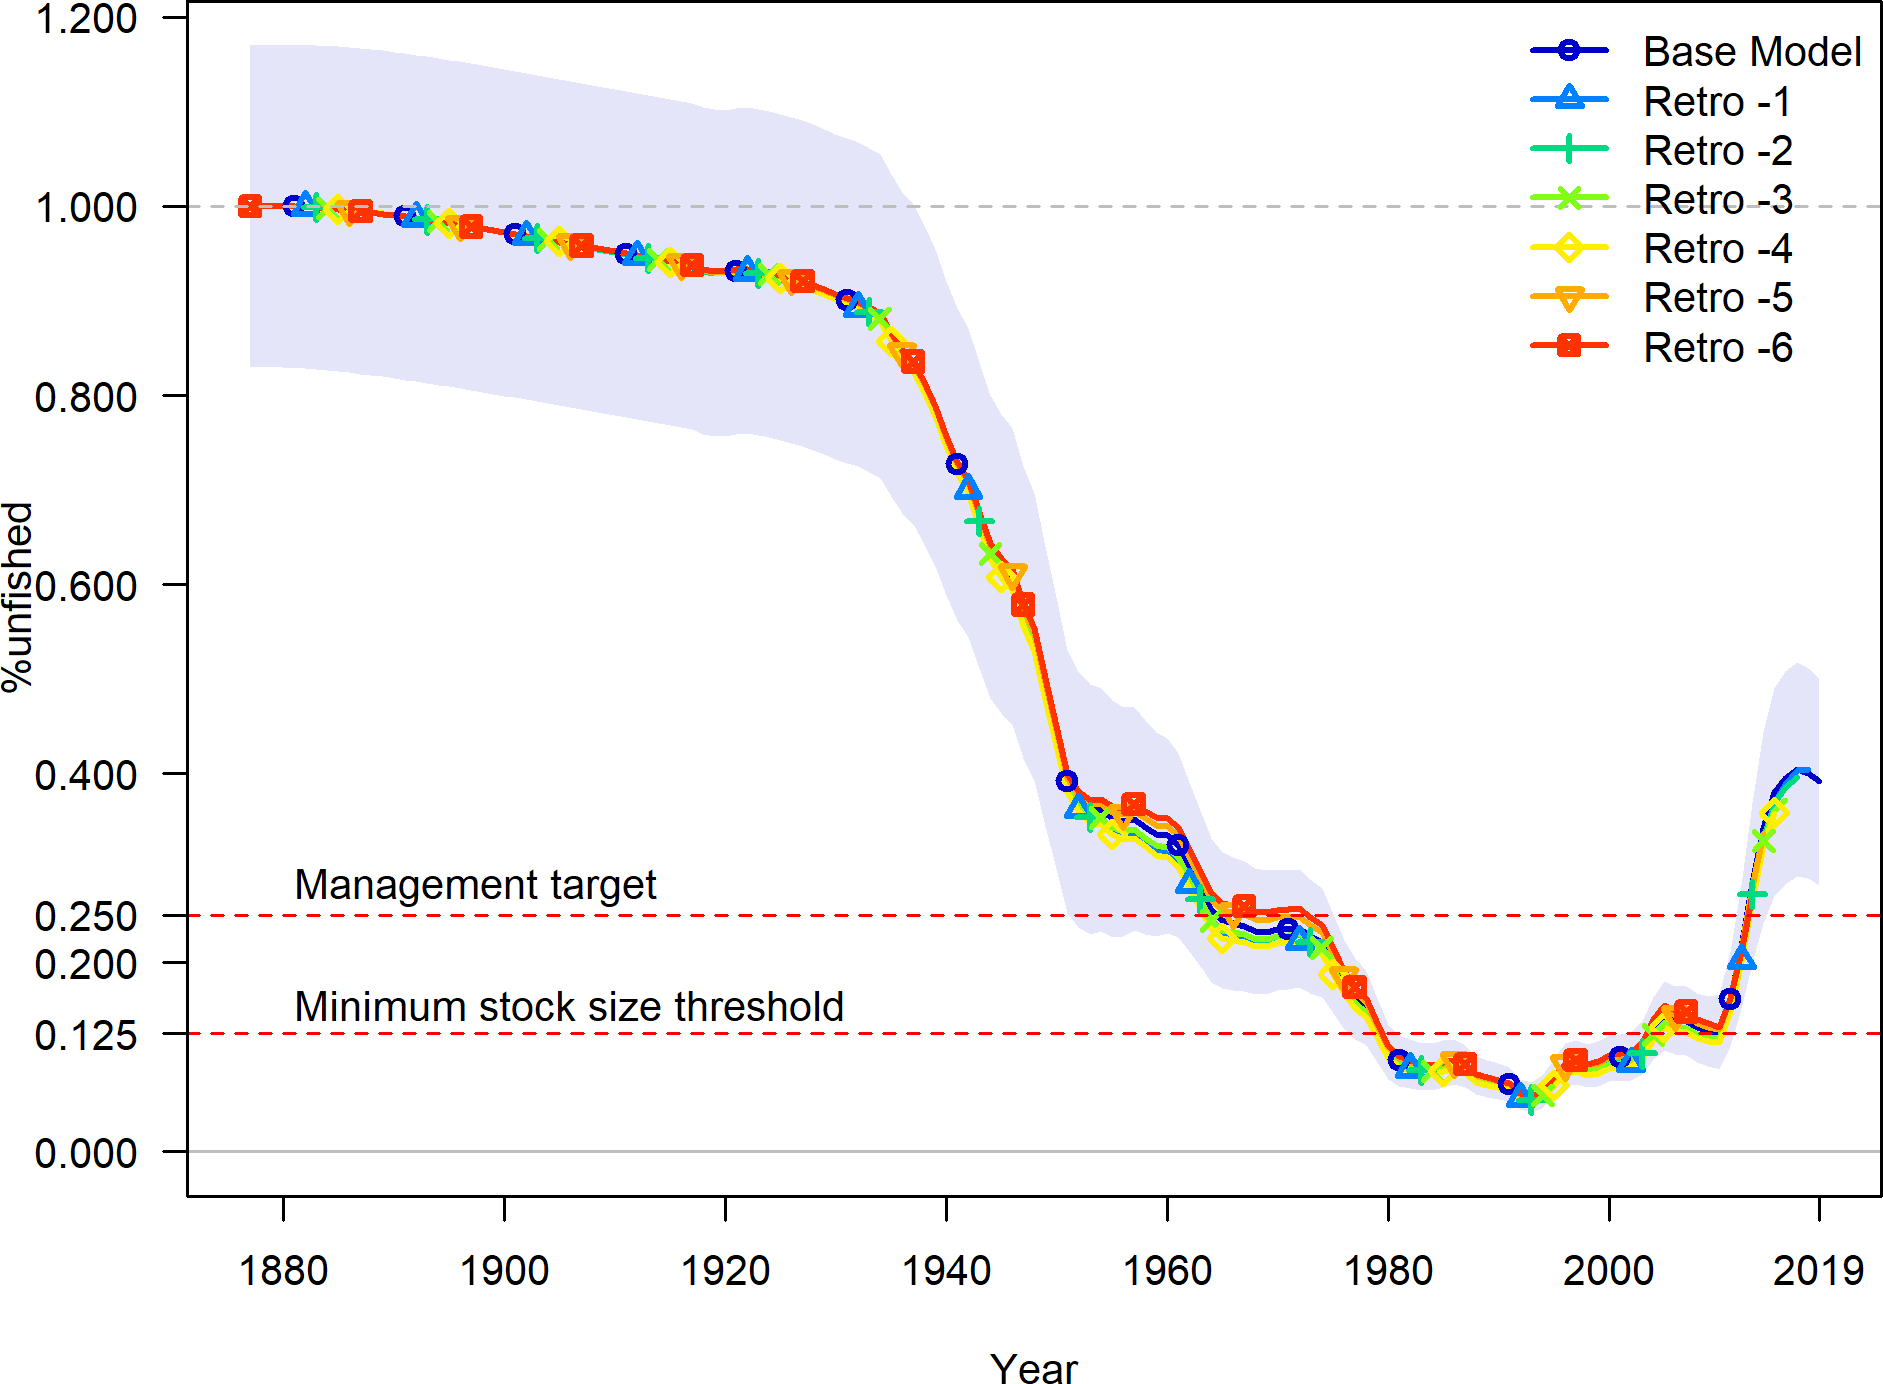 1.200
1.000
0.800
0.600
0.400
0.250
0.200
0.125
0.000
%unfished
Base Model
Retro -1
Retro -2
Retro -3
Retro -4
Retro -5
Retro -6
Management target
Minimum stock size threshold
1880 1900 1920 1940 1960 1980 2000 2019
Year